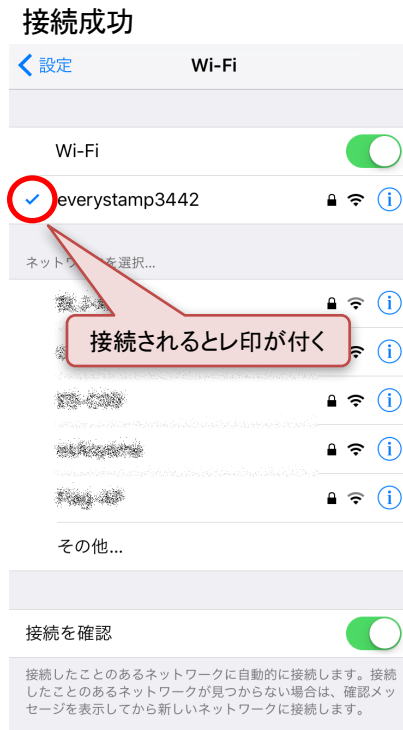 接続成功
設定
Wi-Fi
Wi-Fi
everystamp3442
ネットワークを選択...
接続されるとレ印が付く
その他...
接続を確認
接続したことのあるネットワークに自動的に接続します。接続
したことのあるネットワークが見つからない場合は、確認メッ
セージを表示してから新しいネットワークに接続します。